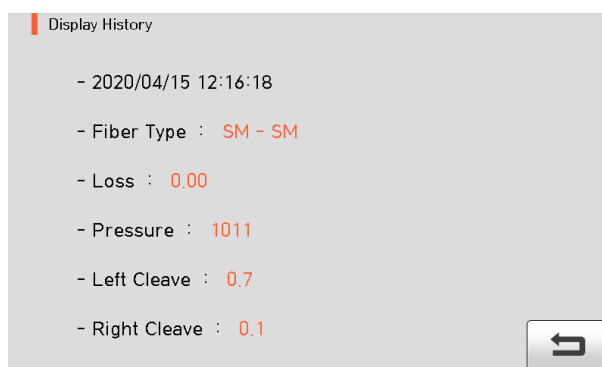 Display History
- 2020/04/15 12:16:18
- Fiber Type : SM - SM
- Loss : 0.00
- Pressure : 1011
- Left Cleave : 0.7
- Right Cleave : 0.1